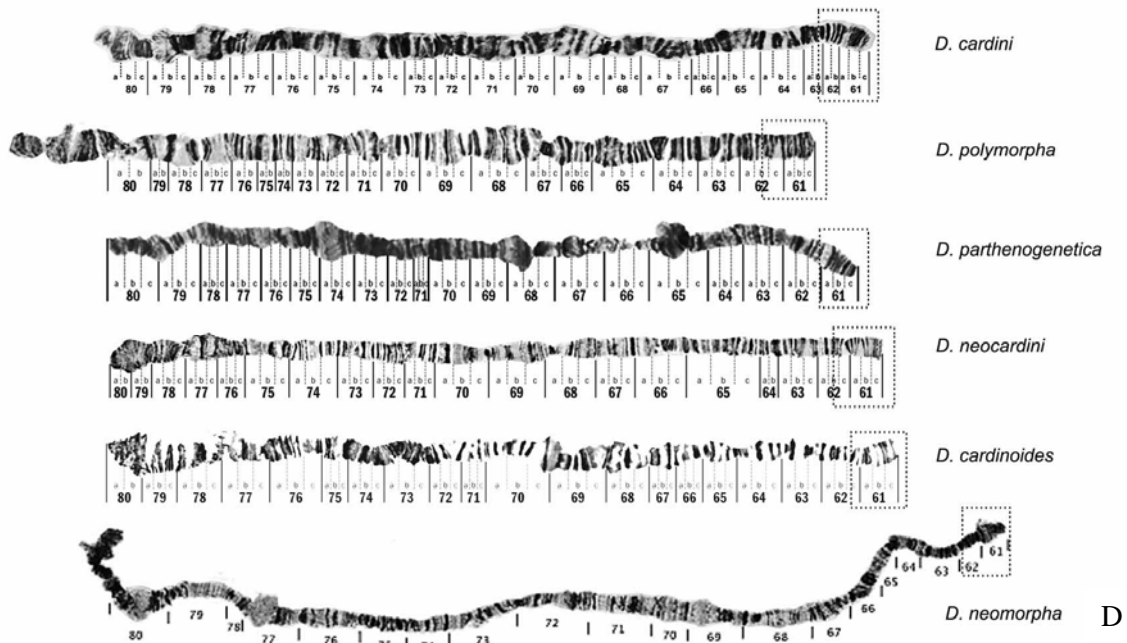 D. cardini
a b c a b c a b c a b c a b c a b c a b c a b c a b c a b c a b c a b c a b c a b c a b c a b c a b c a b a b a b c
80 79 78 77 76 75 74 73 72 71 70 69 68 67 66 65 64 63 62 61
D. polymorpha
a b a b a b c a b c a b c a b a b a b a b c a b c a b c a b c a b c a b c a b c a b c a b c a b c a b c a b c
80 79 78 77 76 75 74 73 72 71 70 69 68 67 66 65 64 63 62 61
D. parthenogenetica
a b c a b c a b c a b c a b c a b c a b c a b c a b c a b c a b c a b c a b c a b c a b c a b c a b c a b c a b c a b c
80 79 78 77 76 75 74 73 72 71 70 69 68 67 66 65 64 63 62 61
D. neocardini
a b a b a b c a b c a b c a b c a b c a b c a b c a b c a b c a b c a b c a b c a b c a b c a b a b c a b c a b c
80 79 78 77 76 75 74 73 72 71 70 69 68 67 66 65 64 63 62 61
D. cardinoides
a b a b c a b c a b c a b c a b c a b c a b c a b c a b c a b c a b c a b c a b c a b c a b c a b c a b c a b c a b c
80 79 78 77 76 75 74 73 72 71 70 69 68 67 66 65 64 63 62 61
D. neomorpha
80 79 78 77 76 73 72 71 70 69 68 67 66 65 64 63 62 61
D